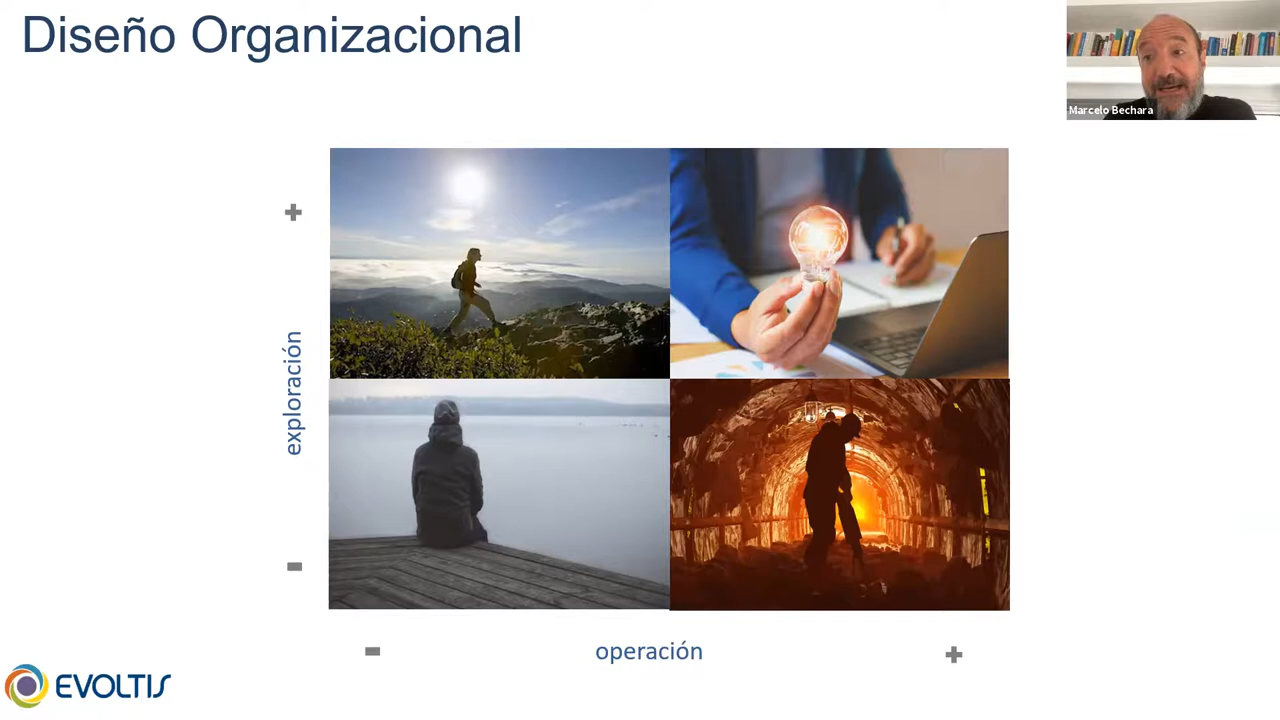 Diseño Organizacional
Marcelo Bechara
+
exploración
-
- operación +
EVOLTIS